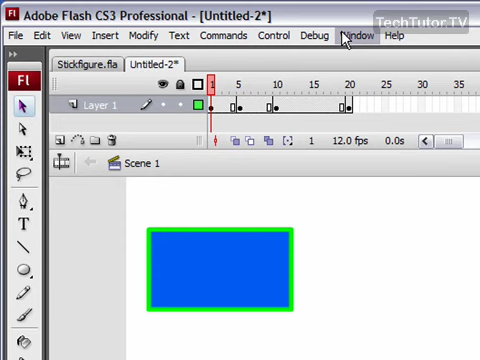 Adobe Flash CS3 Professional - [Untitled-2*]
TechTutor.TV
File Edit View Insert Modify Text Commands Control Debug Window Help
Stickfigure.fla Untitled-2*
Fl
1 5 10 15 20 25 30 35
Layer 1
1 12.0 fps 0.0s
Scene 1
T